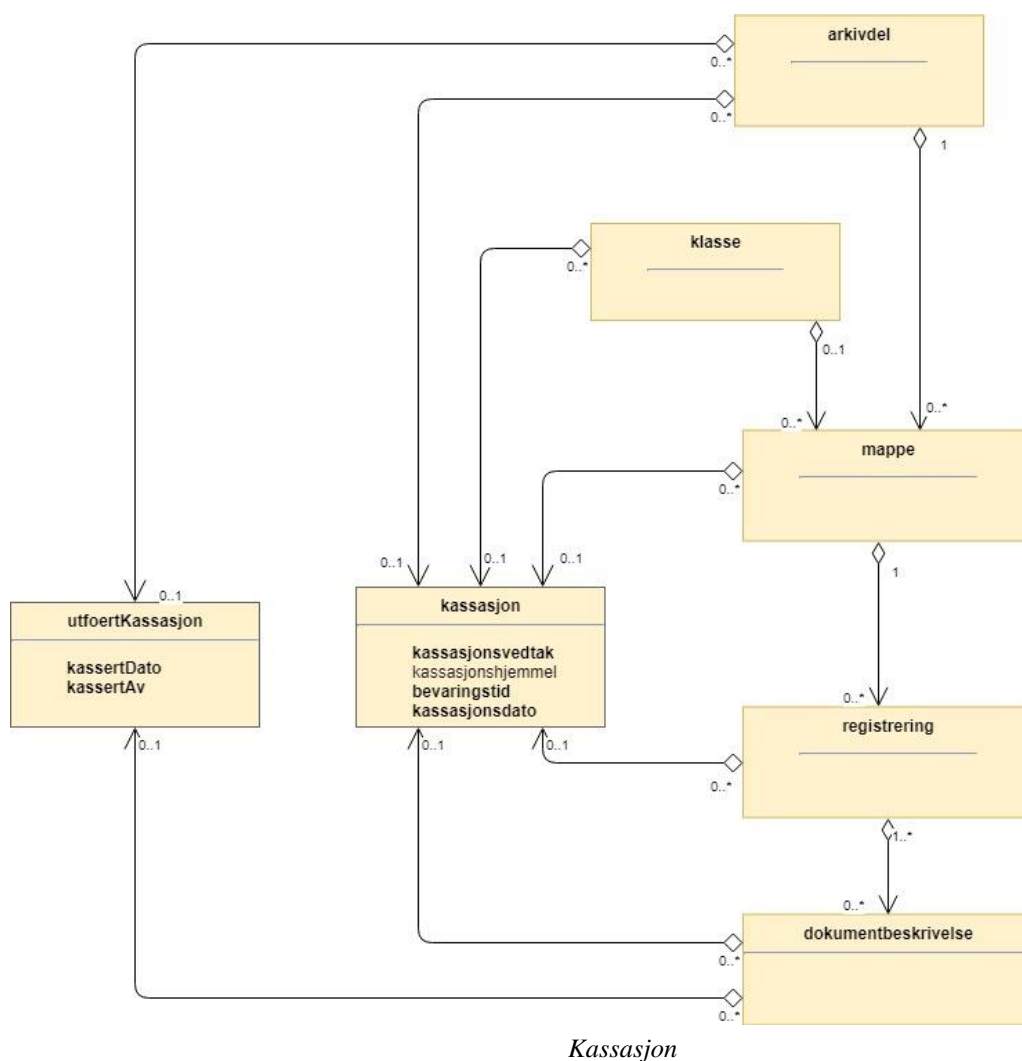 arkivdel
0..*
0..*
1
klasse
0..*
0..1
0..*
0..*
mappe
0..*
0..1
0..1
0..1
1
0..1
utfoertKassasjon
kassertDato
kassertAv
kassasjon
kassasjonsvedtak
kassasjonshjemmel
bevaringstid
kassasjonsdato
0..*
registrering
0..1
0..1
0..1
0..*
1..*
0..*
dokumentbeskrivelse
0..*
0..*
Kassasjon